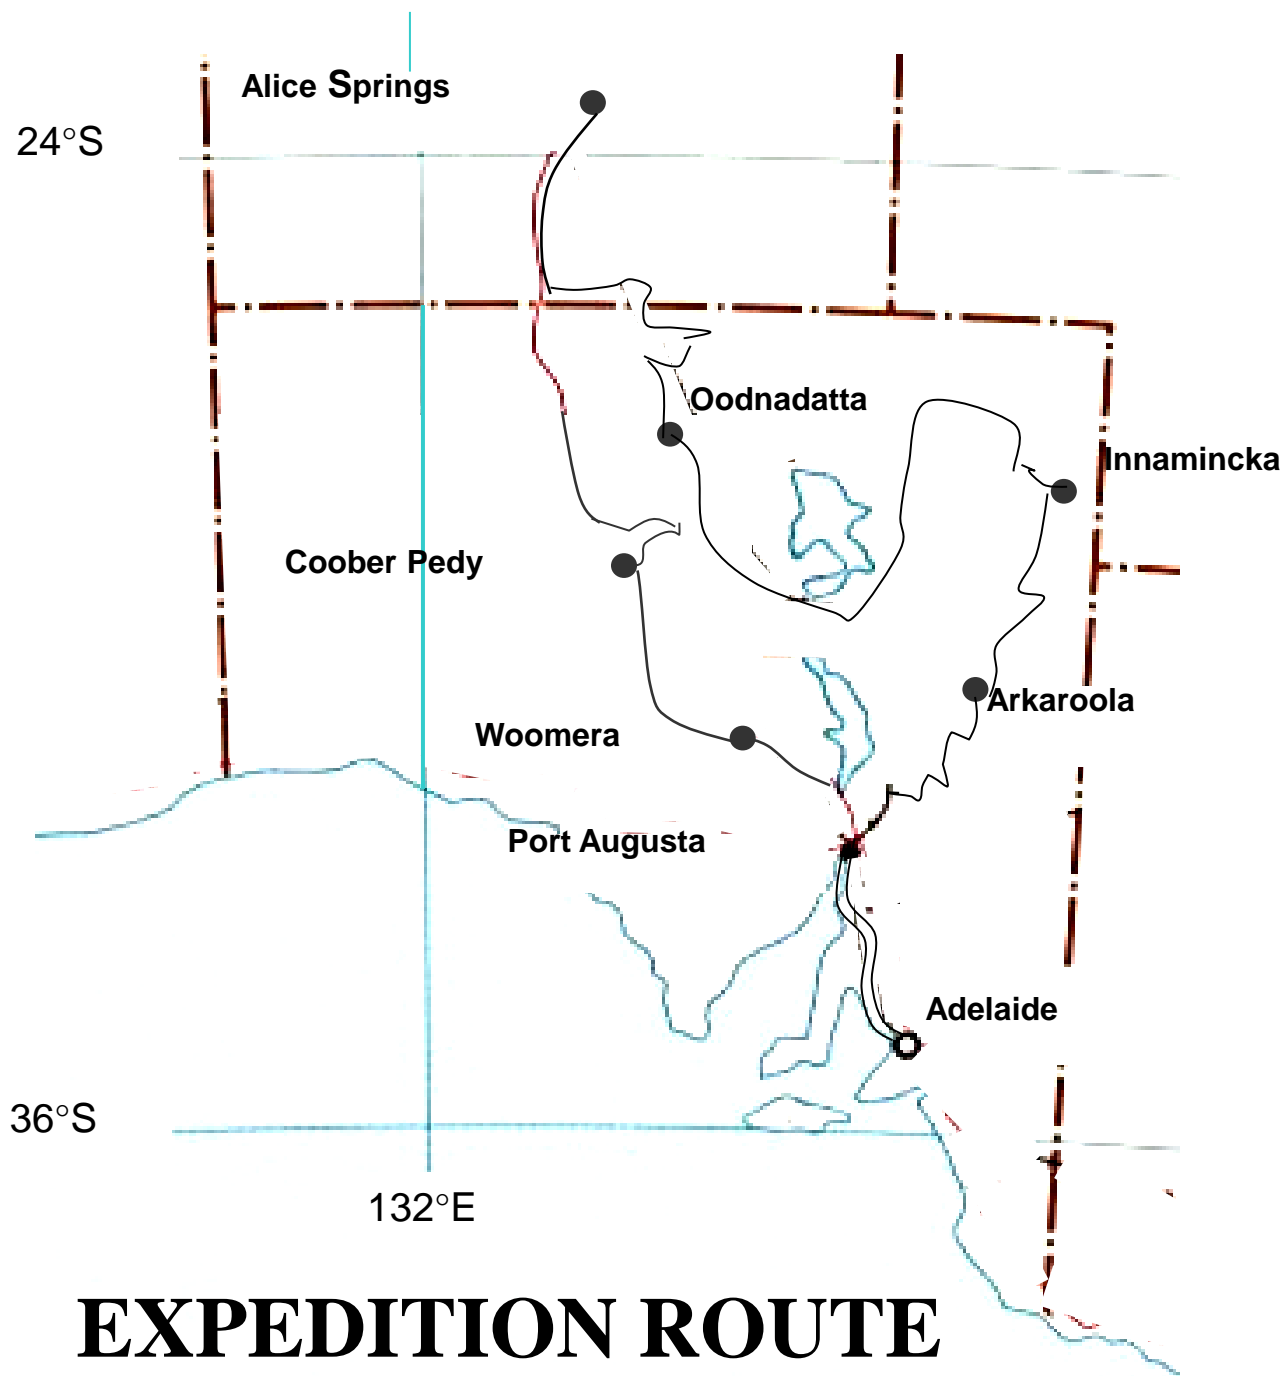 Alice Springs
24°S
Oodnadatta
Innamincka
Coober Pedy
Arkaroola
Woomera
Port Augusta
Adelaide
36°S
132°E
EXPEDITION ROUTE